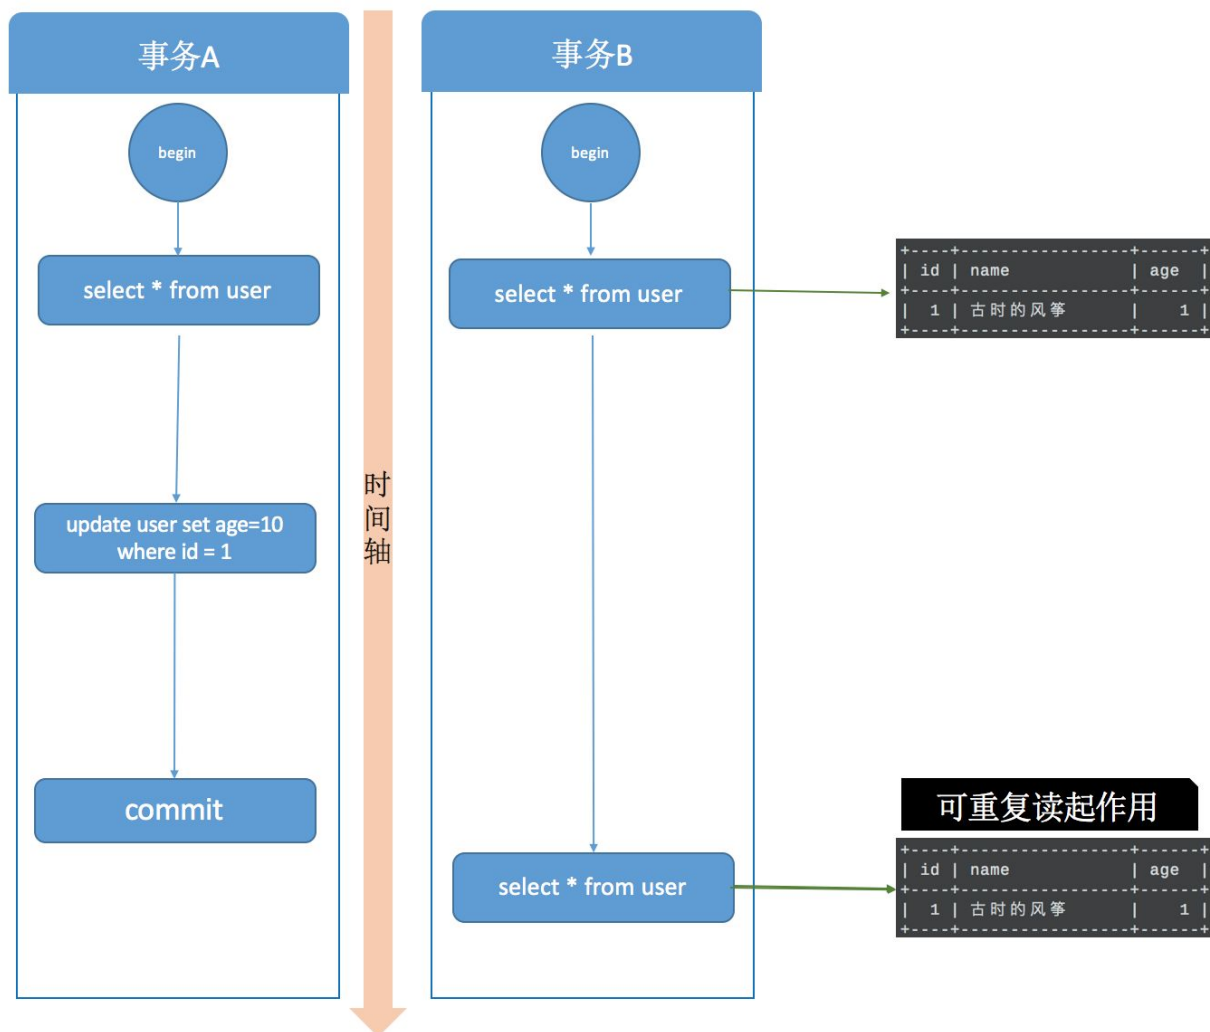 事务A
begin
select * from user
update user set age=10
where id = 1
commit
时
间
轴
事务B
begin
select * from user
select * from user
+----+-----------------+------+
| id | name            | age  |
+----+-----------------+------+
|  1 | 古时的风筝       |    1 |
+----+-----------------+------+
可重复读起作用
+----+-----------------+------+
| id | name            | age  |
+----+-----------------+------+
|  1 | 古时的风筝       |    1 |
+----+-----------------+------+